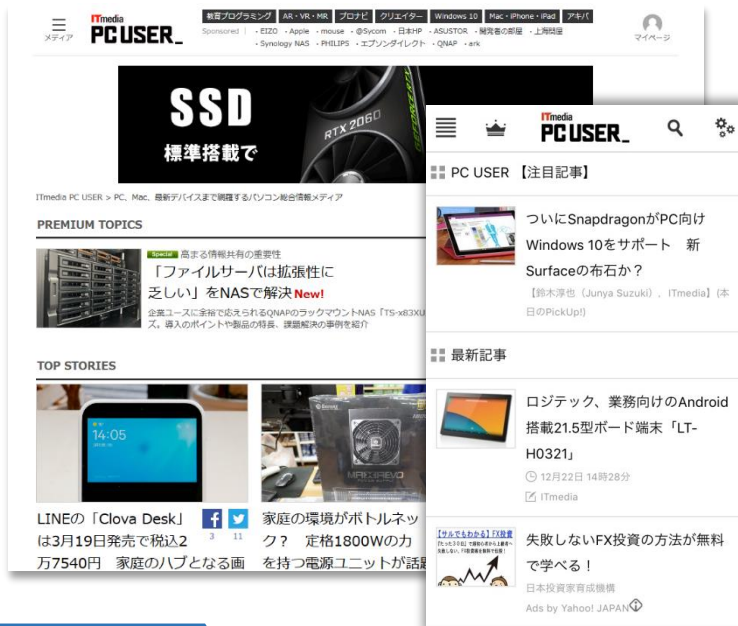 メディア
ITmedia
PC USER_
教育プログラミング AR・VR・MR プロナビ クリエイター Windows 10 Mac・iPhone・iPad アキバ
Sponsored | ・EIZO ・Apple ・mouse ・@Sycom ・日本HP ・ASUSTOR ・開発者の部屋 ・上海問屋
・Synology NAS ・PHILIPS ・エプソンダイレクト ・QNAP ・ark
マイページ
SSD
標準搭載で
RTX 2060
GEFORCE RTX
ITmedia PC USER > PC、Mac、最新デバイスまで網羅するパソコン総合情報メディア
PREMIUM TOPICS
Special 高まる情報共有の重要性
「ファイルサーバは拡張性に
乏しい」をNASで解決 New!
企業ユースに余裕で応えられるQNAPのラックマウントNAS「TS-x83XU
ズ。導入のポイントや製品の特長、課題解決の事例を紹介
TOP STORIES
14:05
LINEの「Clova Desk」
は3月19日発売で税込2
万7540円 家庭のハブとなる画
3 11
家庭の環境がボトルネッ
ク? 定格1800Wの力
を持つ電源ユニットが話題
ITmedia
PC USER_
PC USER 【注目記事】
ついにSnapdragonがPC向け
Windows 10をサポート 新
Surfaceの布石か?
【鈴木淳也(Junya Suzuki)、ITmedia】(本
日のPickUp!)
最新記事
ロジテック、業務向けのAndroid
搭載21.5型ボード端末「LT-
H0321」
12月22日 14時28分
ITmedia
【サルでもわかる】FX投資
失敗しないFX投資の方法が無料
で学べる!
日本投資家育成機構
Ads by Yahoo! JAPAN